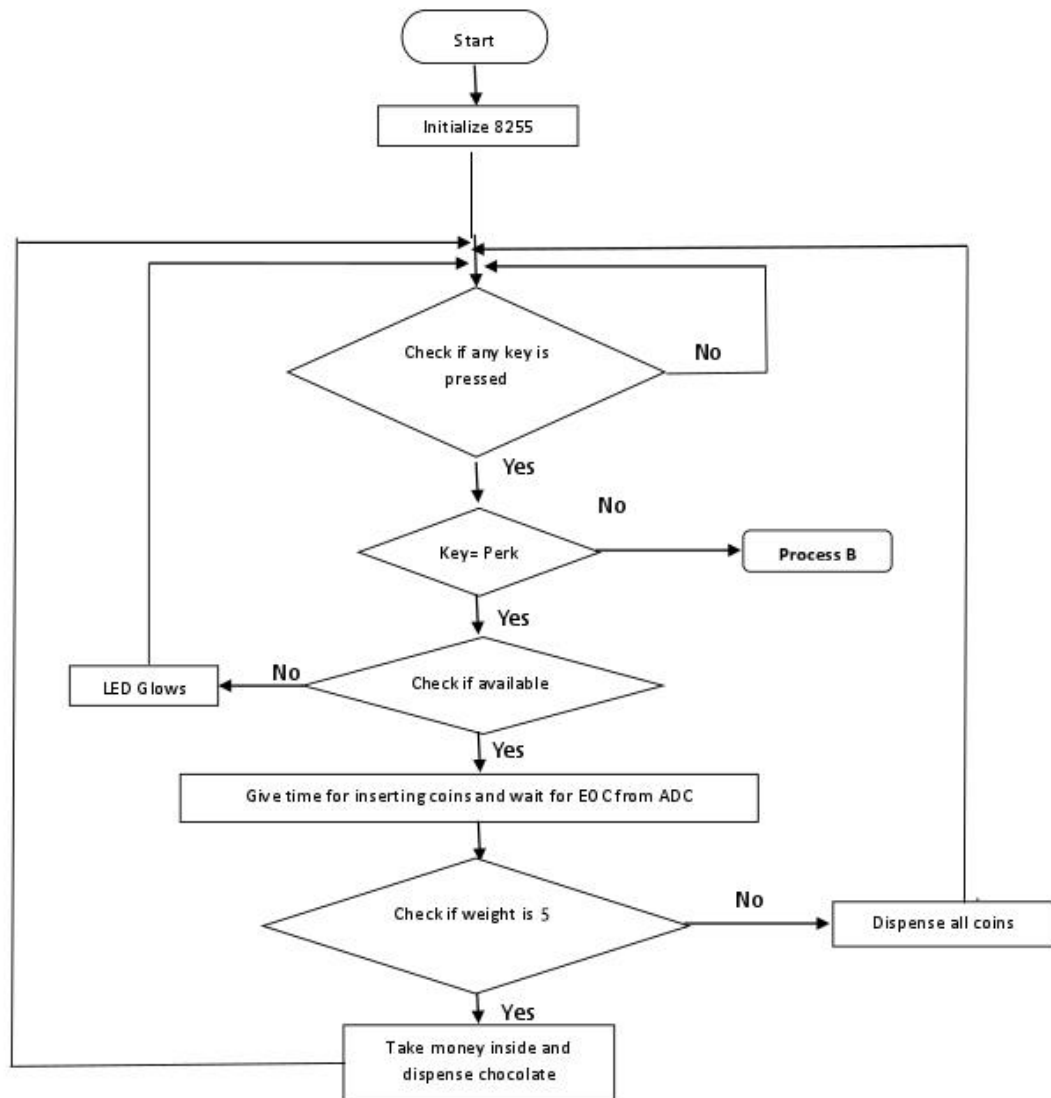 Start
Initialize 8255
Check if any key is
pressed
No
Yes
No
Key= Perk
Process B
Yes
No
Check if available
LED Glows
Yes
Give time for inserting coins and wait for EOC from ADC
No
Check if weight is 5
Dispense all coins
Yes
Take money inside and
dispense chocolate